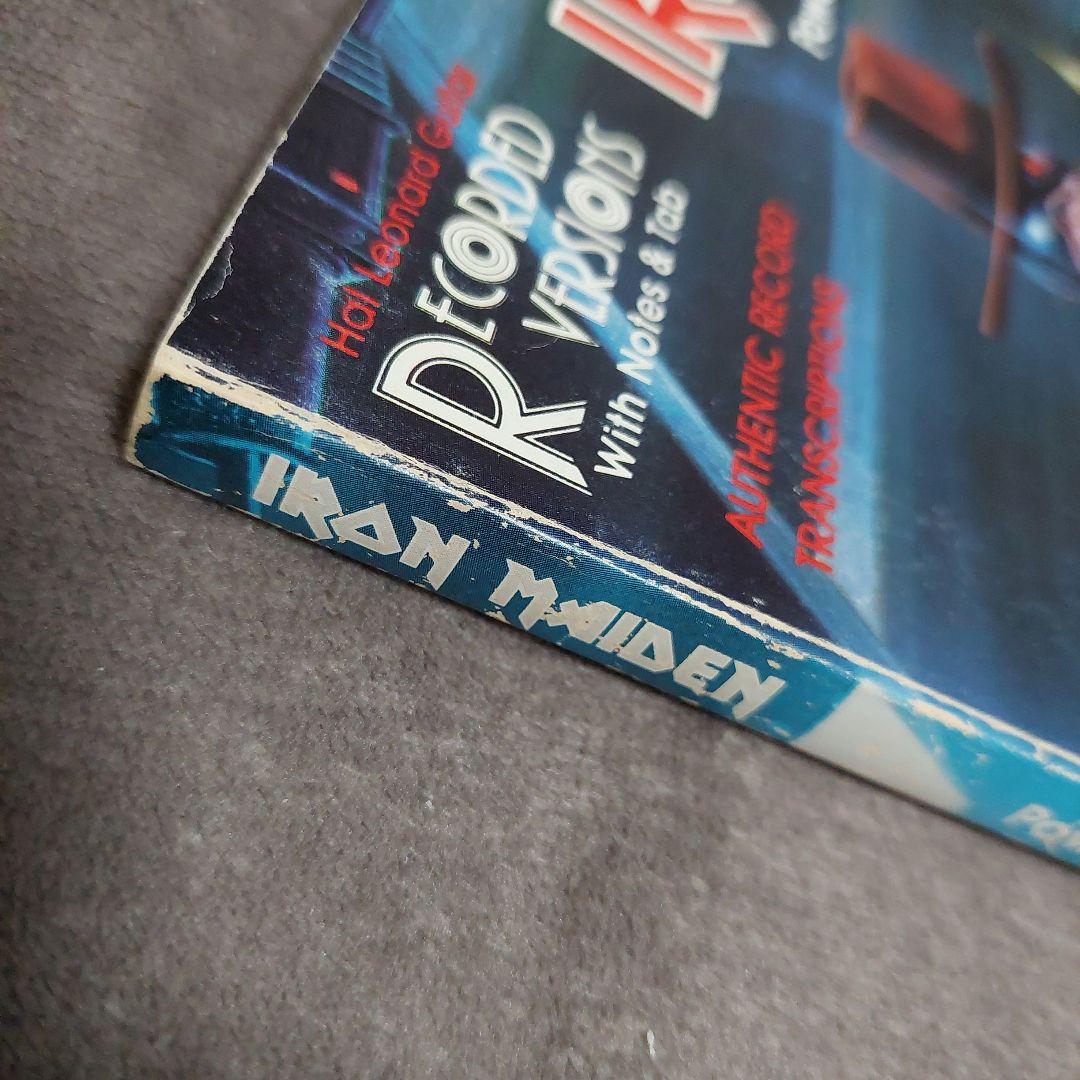 Hal Leonard Guitar
RECORDED
VERSIONS
With Notes & Tab
AUTHENTIC RECORD
TRANSCRIPTIONS
IRON MAIDEN